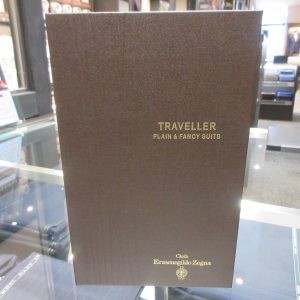 TRAVELLER
PLAIN & FANCY SUITS
Cloth
Ermenegildo Zegna